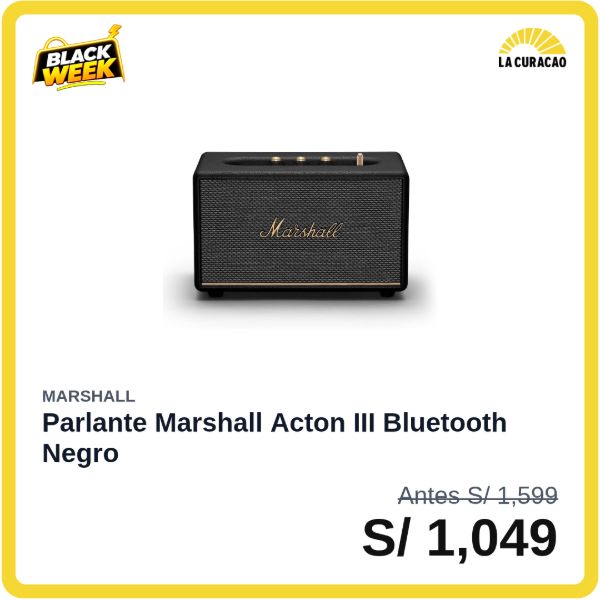 BLACK
WEEK
LA CURACAO
Marshall
MARSHALL
Parlante Marshall Acton III Bluetooth
Negro
Antes S/ 1,599
S/ 1,049